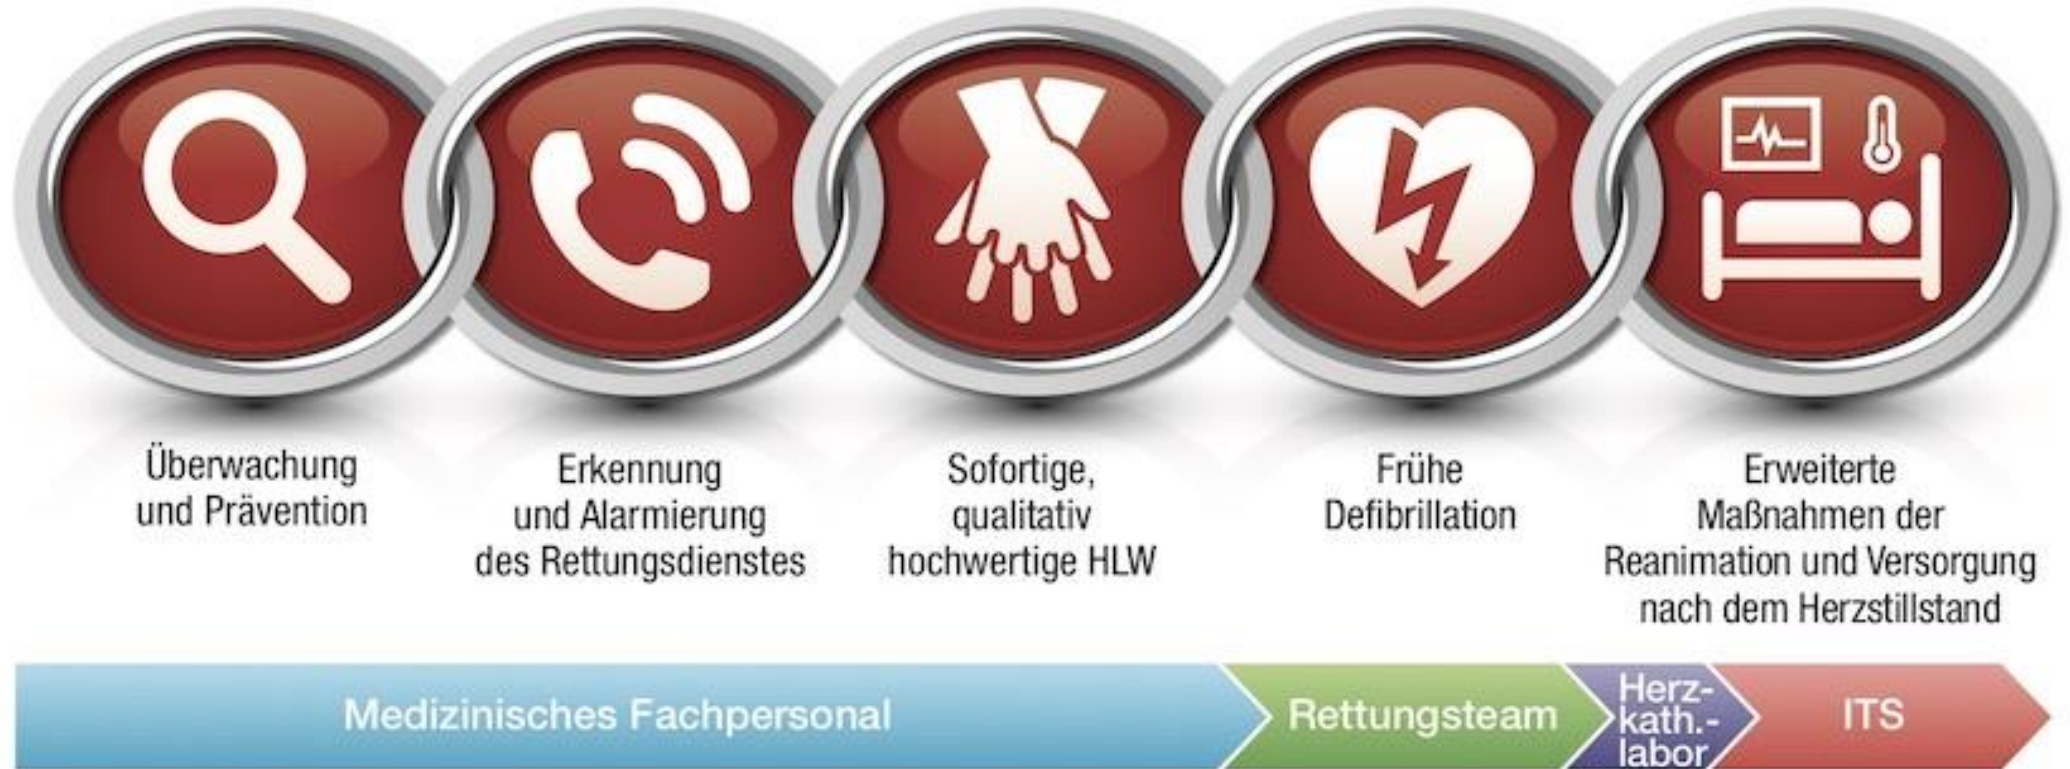 Überwachung
und Prävention
Erkennung
und Alarmierung
des Rettungsdienstes
Sofortige,
qualitativ
hochwertige HLW
Frühe
Defibrillation
Erweiterte
Maßnahmen der
Reanimation und Versorgung
nach dem Herzstillstand
Medizinisches Fachpersonal
Rettungsteam
Herz-
kath.-
labor
ITS